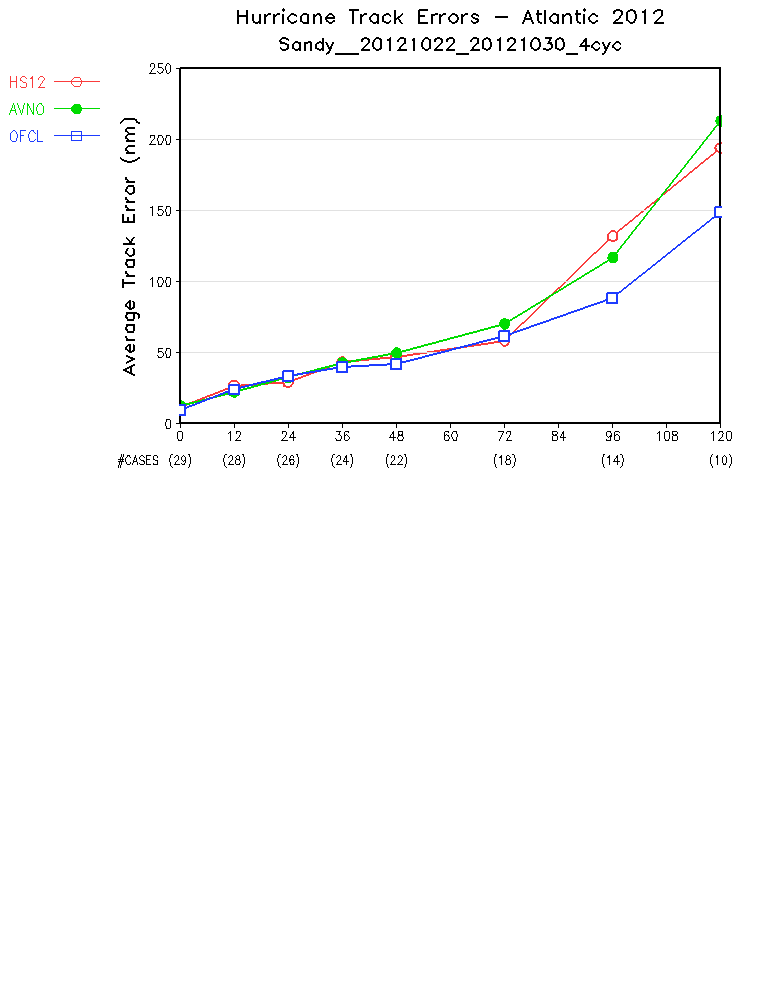 Hurricane Track Errors − Atlantic 2012
Sandy__20121022_20121030_4cyc
HS12
AVNO
OFCL
Average Track Error (nm)
250
200
150
100
50
0
0 12 24 36 48 60 72 84 96 108 120
#CASES (29) (28) (26) (24) (22) (18) (14) (10)